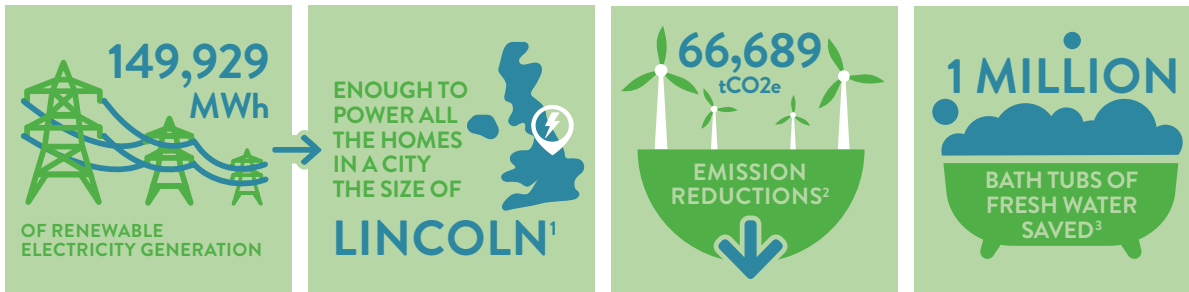 149,929
MWh
OF RENEWABLE
ELECTRICITY GENERATION
ENOUGH TO
POWER ALL
THE HOMES
IN A CITY
THE SIZE OF
LINCOLN¹
66,689
tCO2e
EMISSION
REDUCTIONS²
1 MILLION
BATH TUBS OF
FRESH WATER
SAVED³